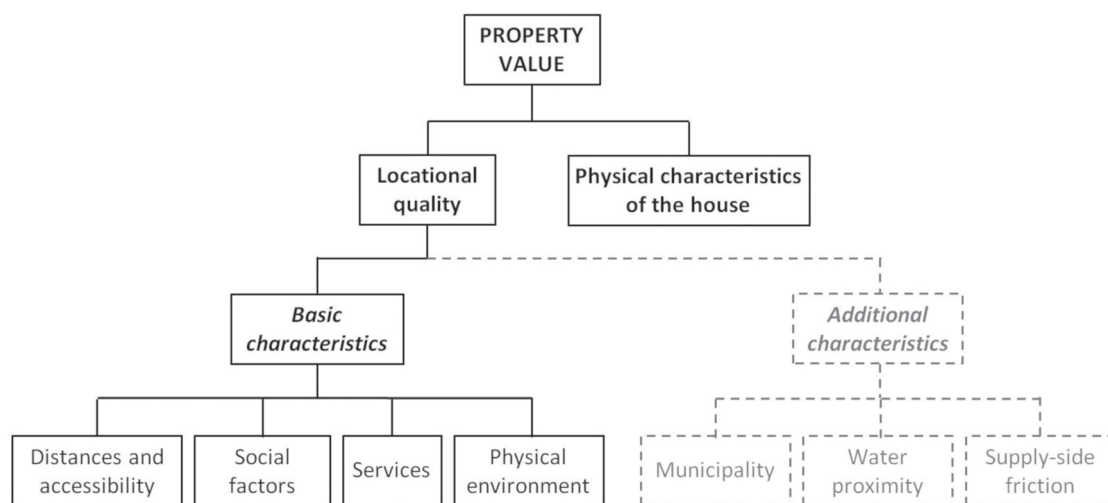 PROPERTY
VALUE
Locational
quality
Physical characteristics
of the house
Basic
characteristics
Additional
characteristics
Distances and
accessibility
Social
factors
Services
Physical
environment
Municipality
Water
proximity
Supply-side
friction